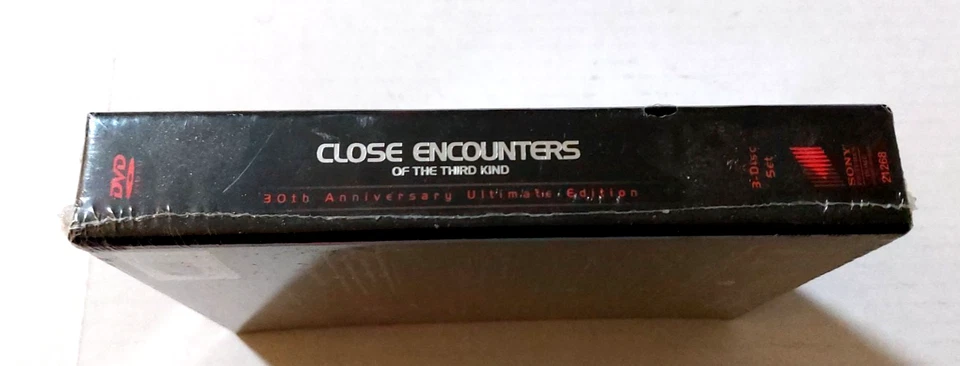 DVD
CLOSE ENCOUNTERS
OF THE THIRD KIND
30th Anniversary Ultimate Edition
3-Disc
Set
SONY
21268